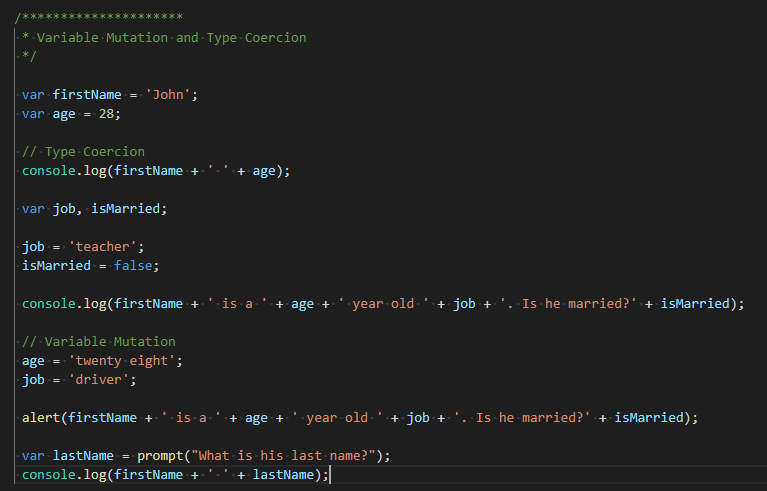 /*********************
* Variable Mutation and Type Coercion
*/
var firstName = 'John';
var age = 28;
// Type Coercion
console.log(firstName + ' ' + age);
var job, isMarried;
job = 'teacher';
isMarried = false;
console.log(firstName + ' is a ' + age + ' year old ' + job + '. Is he married?' + isMarried);
// Variable Mutation
age = 'twenty eight';
job = 'driver';
alert(firstName + ' is a ' + age + ' year old ' + job + '. Is he married?' + isMarried);
var lastName = prompt("What is his last name?");
console.log(firstName + ' ' + lastName);